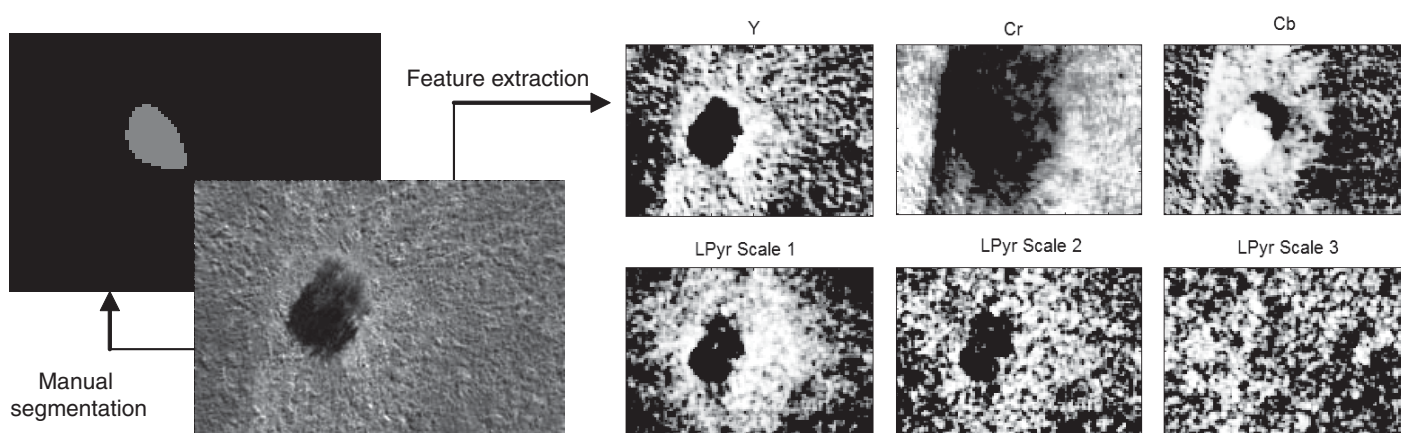 Y
Cr
Cb
Feature extraction
LPyr Scale 1
LPyr Scale 2
LPyr Scale 3
Manual
segmentation